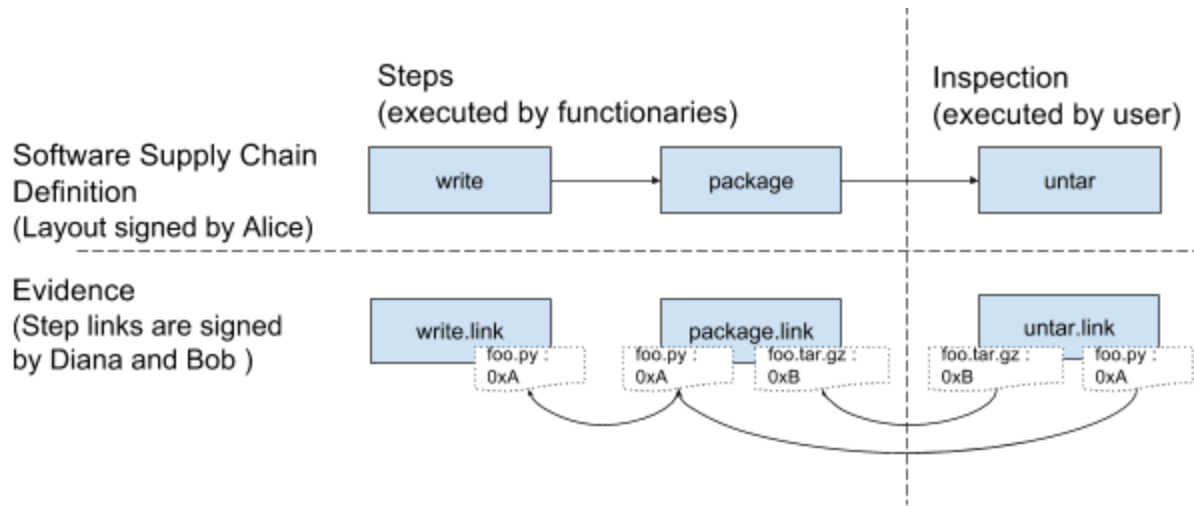 Steps
(executed by functionaries)
Inspection
(executed by user)
Software Supply Chain
Definition
(Layout signed by Alice)
write
package
untar
Evidence
(Step links are signed
by Diana and Bob )
write.link
package.link
untar.link
foo.py :
0xA
foo.py :
0xA
foo.tar.gz :
0xB
foo.tar.gz :
0xB
foo.py :
0xA